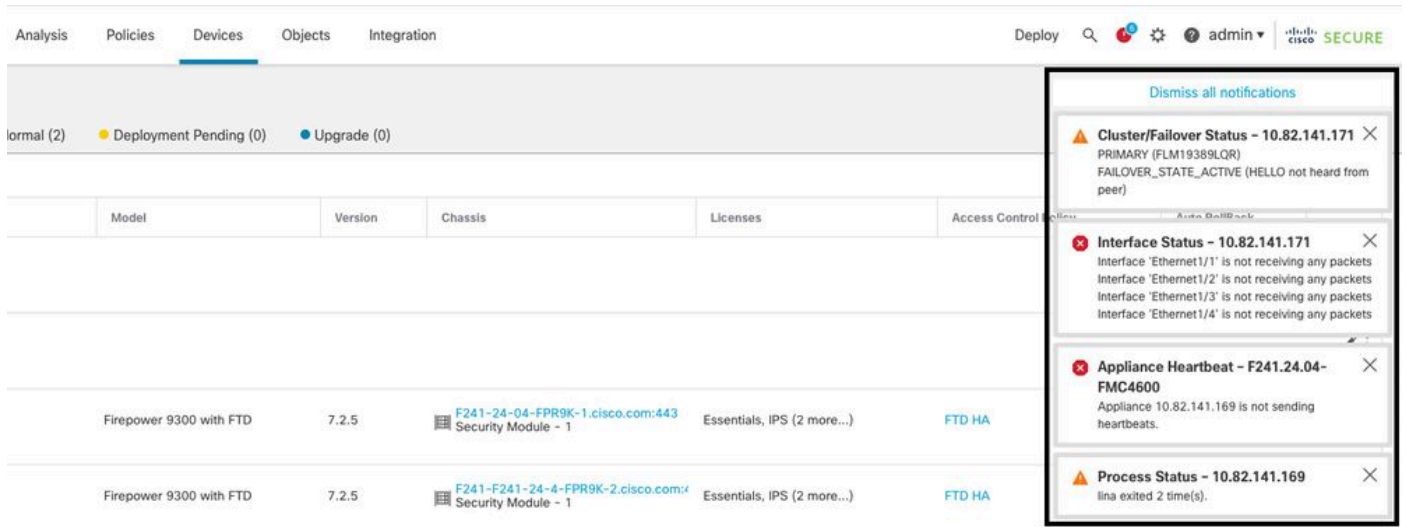 Analysis Policies Devices Objects Integration Deploy 6 admin cisco SECURE
Dismiss all notifications
ormal (2) Deployment Pending (0) Upgrade (0)
Cluster/Failover Status - 10.82.141.171
PRIMARY (FLM19389LQR)
FAILOVER_STATE_ACTIVE (HELLO not heard from
peer)
Model Version Chassis Licenses Access Control Policy Auto RollBack
Interface Status - 10.82.141.171
Interface 'Ethernet1/1' is not receiving any packets
Interface 'Ethernet1/2' is not receiving any packets
Interface 'Ethernet1/3' is not receiving any packets
Interface 'Ethernet1/4' is not receiving any packets
Appliance Heartbeat - F241.24.04-
FMC4600
Appliance 10.82.141.169 is not sending
heartbeats.
Firepower 9300 with FTD 7.2.5 F241-24-04-FPR9K-1.cisco.com:443
Security Module - 1 Essentials, IPS (2 more...) FTD HA
Process Status - 10.82.141.169
lina exited 2 time(s).
Firepower 9300 with FTD 7.2.5 F241-F241-24-4-FPR9K-2.cisco.com:4
Security Module - 1 Essentials, IPS (2 more...) FTD HA